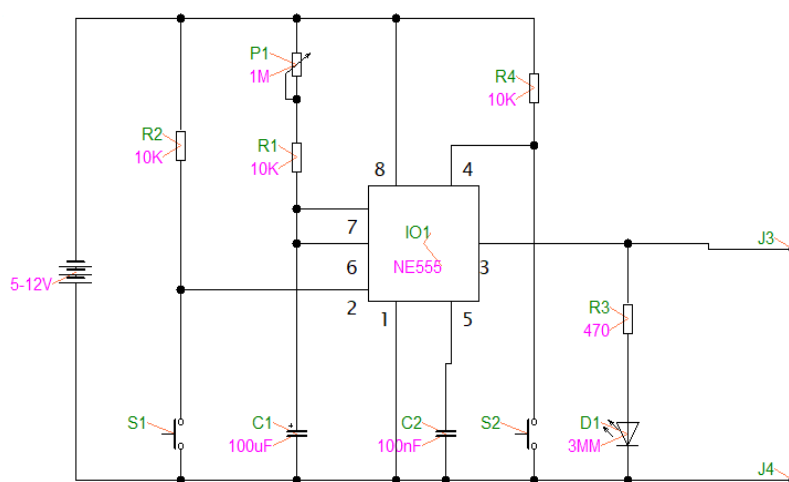 P1
1M
R4
10K
R2
10K
R1
10K
8
4
7
IO1
3
J3
6
NE555
5-12V
2
1
5
R3
470
S1
C1
+
100uF
C2
100nF
S2
D1
3MM
J4